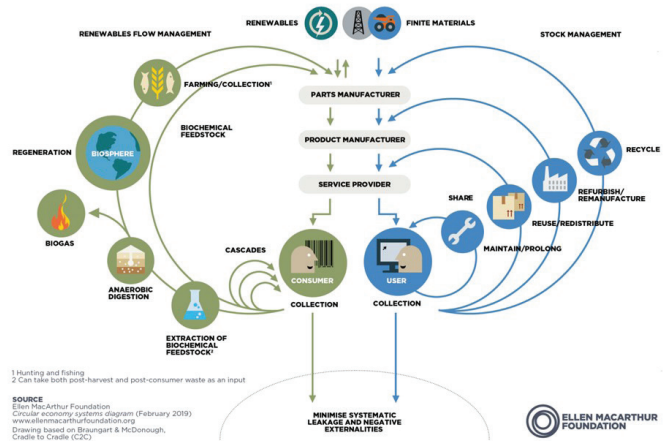 RENEWABLES
FINITE MATERIALS
RENEWABLES FLOW MANAGEMENT
STOCK MANAGEMENT
FARMING/COLLECTION¹
PARTS MANUFACTURER
BIOCHEMICAL
FEEDSTOCK
PRODUCT MANUFACTURER
REGENERATION
BIOSPHERE
RECYCLE
SERVICE PROVIDER
REFURBISH/
REMANUFACTURE
SHARE
REUSE/REDISTRIBUTE
BIOGAS
CASCADES
MAINTAIN/PROLONG
CONSUMER
USER
ANAEROBIC
DIGESTION
COLLECTION
COLLECTION
EXTRACTION OF
BIOCHEMICAL
FEEDSTOCK²
1 Hunting and fishing
2 Can take both post-harvest and post-consumer waste as an input
SOURCE
Ellen MacArthur Foundation
Circular economy systems diagram (February 2019)
www.ellenmacarthurfoundation.org
Drawing based on Braungart & McDonough,
Cradle to Cradle (C2C)
MINIMISE SYSTEMATIC
LEAKAGE AND NEGATIVE
EXTERNALITIES
ELLEN MACARTHUR
FOUNDATION